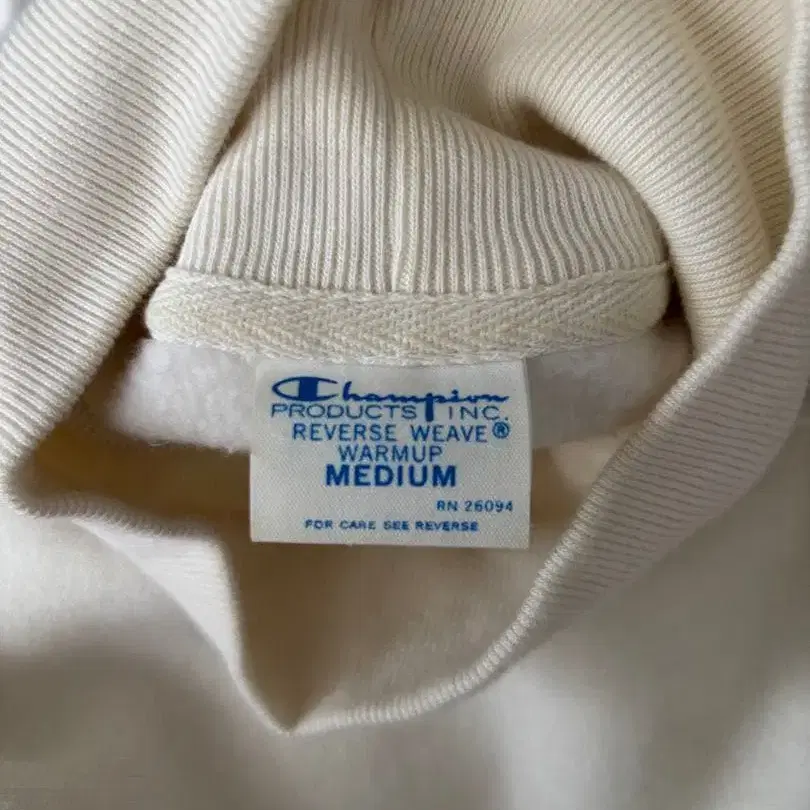 Champion
PRODUCTS INC.
REVERSE WEAVE®
WARMUP
MEDIUM
RN 26094
FOR CARE SEE REVERSE